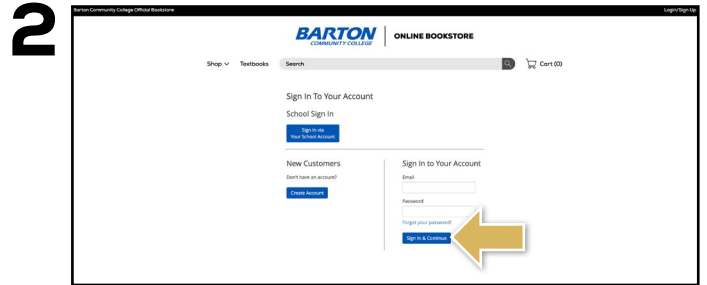 2
Barton Community College Official Bookstore
Login/Sign Up
BARTON
COMMUNITY COLLEGE
ONLINE BOOKSTORE
Shop
Textbooks
Search
Cart (0)
Sign In To Your Account
School Sign In
Sign In via
Your School Account
New Customers
Don't have an account?
Create Account
Sign In to Your Account
Email
Password
Forgot your password?
Sign In & Continue